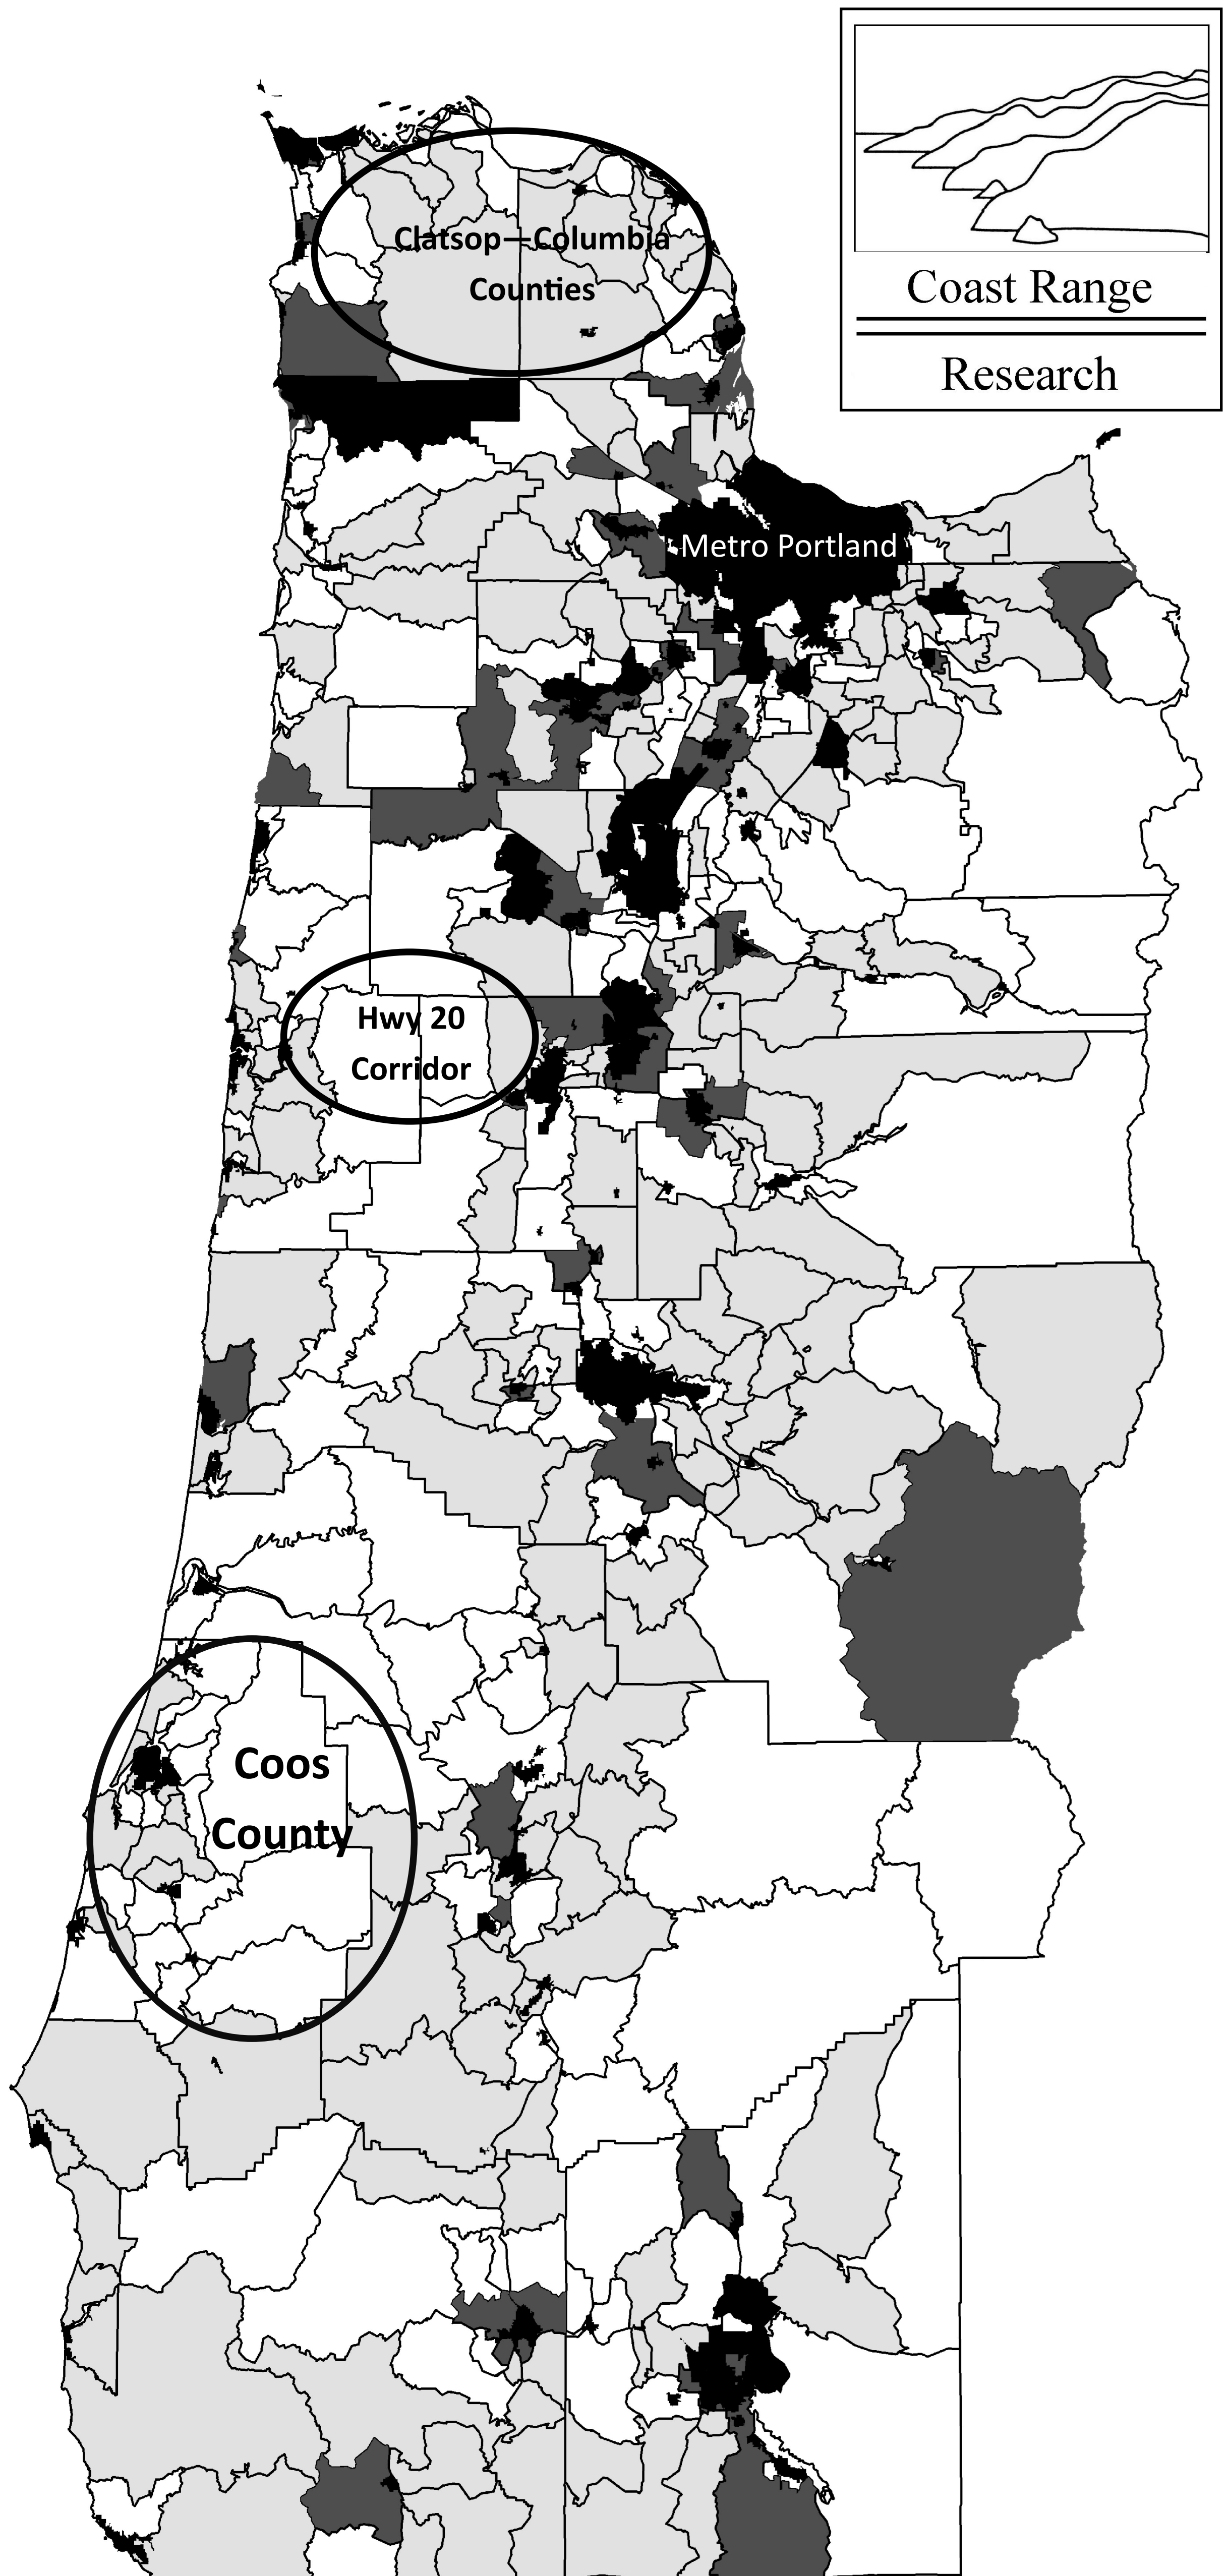 Coast Range
Research
Clatsop—Columbia
Counties
Metro Portland
Hwy 20
Corridor
Coos
County